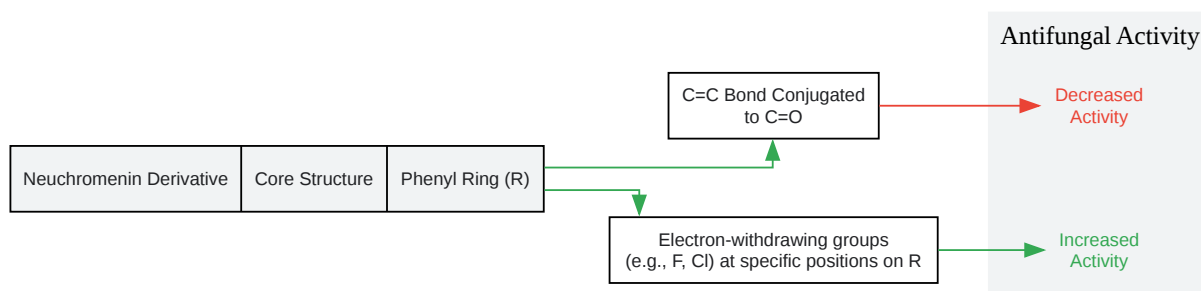 Antifungal Activity
C=C Bond Conjugated
to C=O
Decreased
Activity
Neuchromenin Derivative
Core Structure
Phenyl Ring (R)
Electron-withdrawing groups
(e.g., F, Cl) at specific positions on R
Increased
Activity